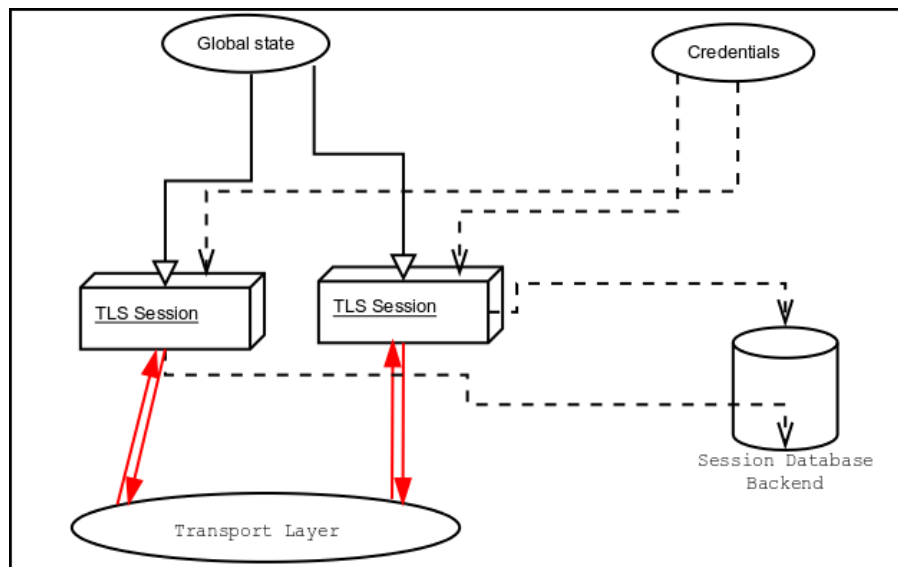 Global state
Credentials
TLS Session
TLS Session
Session Database
Backend
Transport Layer